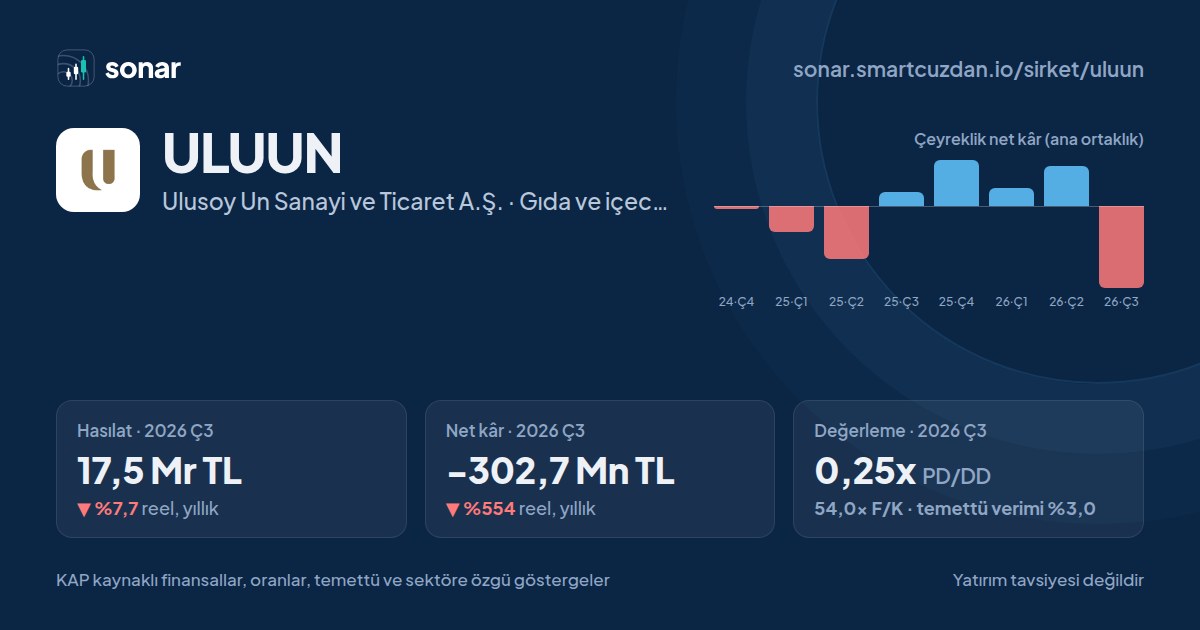 sonar
sonar.smartcuzdan.io/sirket/uluun
ULUUN
Ulusoy Un Sanayi ve Ticaret A.Ş. · Gıda ve içec...
Çeyreklik net kâr (ana ortaklık)
24·Ç4 25·Ç1 25·Ç2 25·Ç3 25·Ç4 26·Ç1 26·Ç2 26·Ç3
Hasılat · 2026 Ç3
17,5 Mr TL
▼ %7,7 reel, yıllık
Net kâr · 2026 Ç3
−302,7 Mn TL
▼ %554 reel, yıllık
Değerleme · 2026 Ç3
0,25x PD/DD
54,0× F/K · temettü verimi %3,0
KAP kaynaklı finansallar, oranlar, temettü ve sektöre özgü göstergeler
Yatırım tavsiyesi değildir